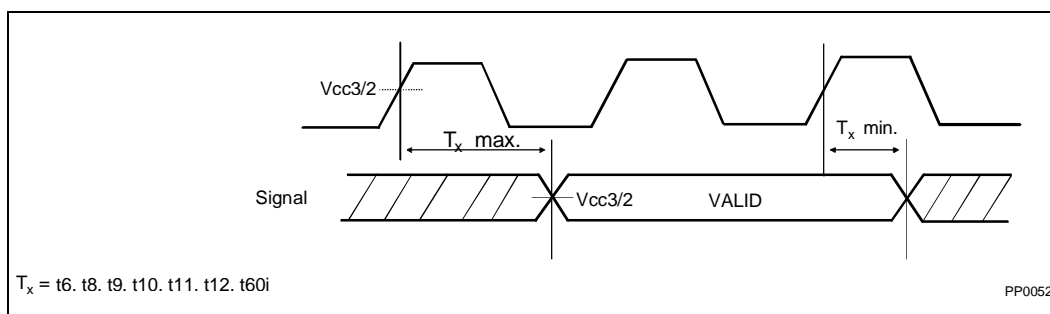 Vcc3/2
Tx max.
Tx min.
Signal
Vcc3/2
VALID
Tx = t6. t8. t9. t10. t11. t12. t60i
PP0052